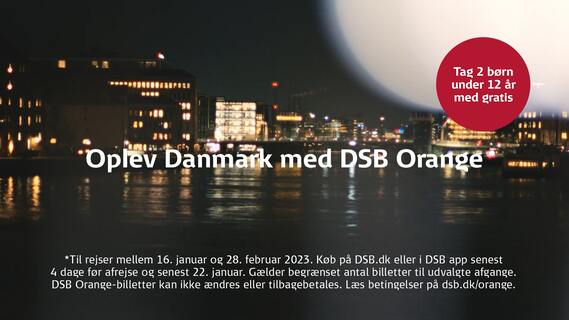 Tag 2 børn
under 12 år
med gratis
Oplev Danmark med DSB Orange
*Til rejser mellem 16. januar og 28. februar 2023. Køb på DSB.dk eller i DSB app senest
4 dage før afrejse og senest 22. januar. Gælder begrænset antal billetter til udvalgte afgange.
DSB Orange-billetter kan ikke ændres eller tilbagebetales. Læs betingelser på dsb.dk/orange.